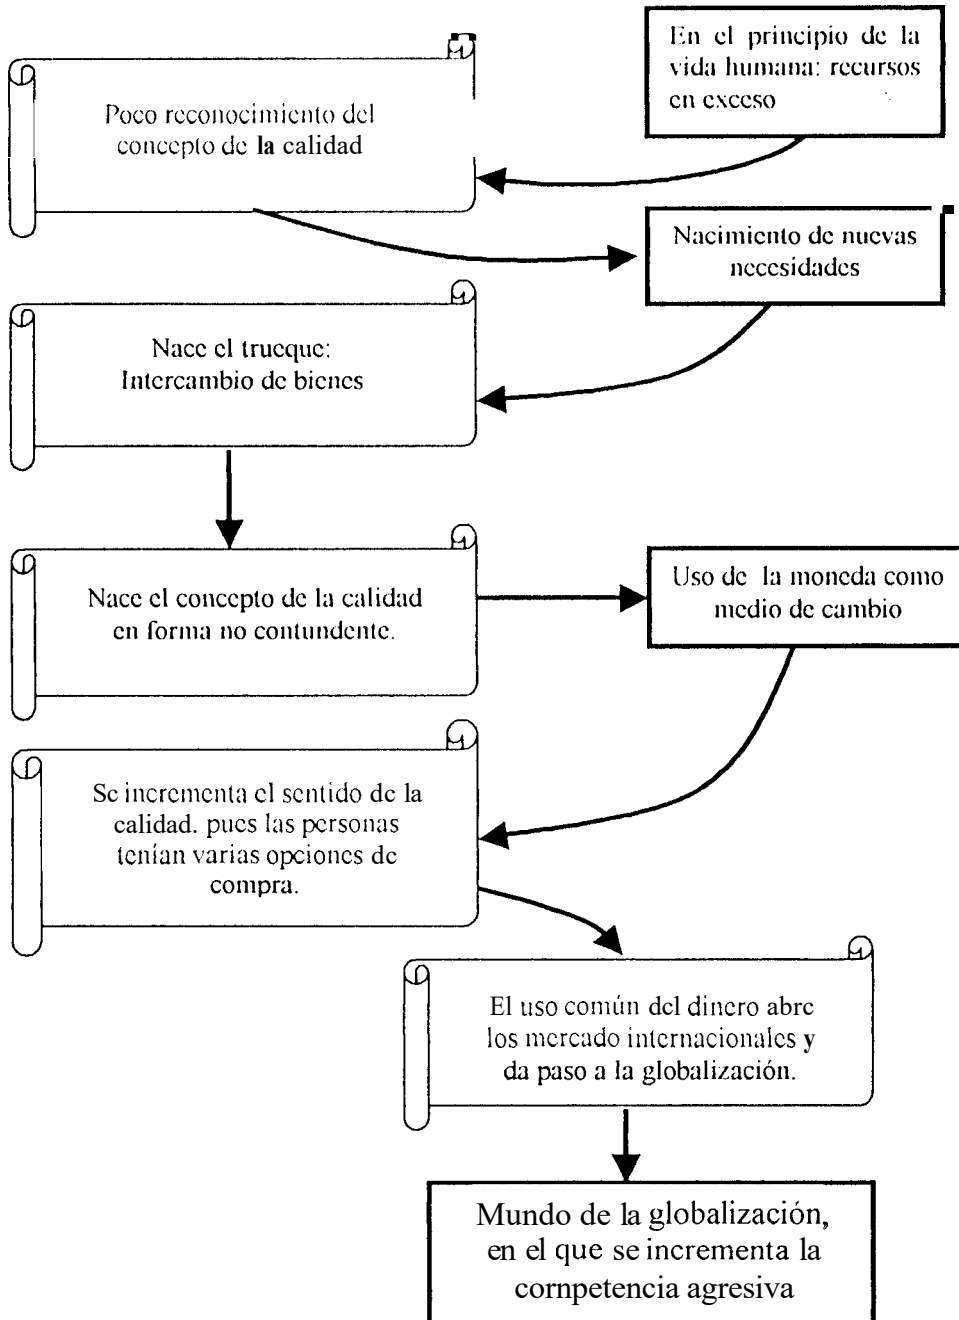 En el principio de la
vida humana: recursos
en exceso
Poco reconocimiento del
concepto de la calidad
Nacimiento de nuevas
necesidades
Nace el trueque:
Intercambio de bienes
Nace el concepto de la calidad
en forma no contundente.
Uso de la moneda como
medio de cambio
Se incrementa el sentido de la
calidad. pues las personas
tenían varias opciones de
compra.
El uso común del dinero abre
los mercado internacionales y
da paso a la globalización.
Mundo de la globalización,
en el que se incrementa la
competencia agresiva